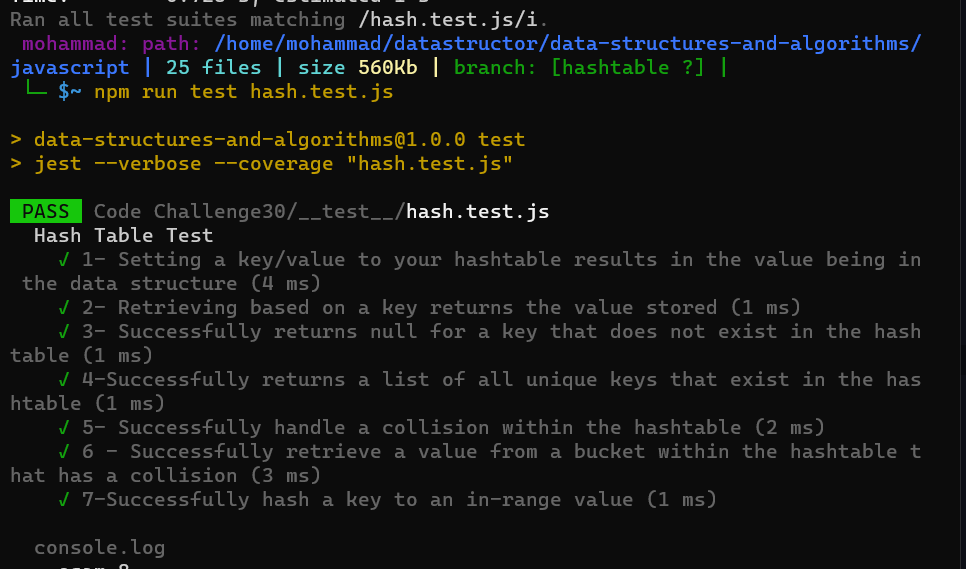 Ran all test suites matching /hash.test.js/i.
mohammad: path: /home/mohammad/datastructor/data-structures-and-algorithms/
javascript | 25 files | size 560Kb | branch: [hashtable ?] |
└─ $~ npm run test hash.test.js
> data-structures-and-algorithms@1.0.0 test
> jest --verbose --coverage "hash.test.js"
PASS Code Challenge30/__test__/hash.test.js
Hash Table Test
√ 1- Setting a key/value to your hashtable results in the value being in
the data structure (4 ms)
√ 2- Retrieving based on a key returns the value stored (1 ms)
√ 3- Successfully returns null for a key that does not exist in the hash
table (1 ms)
√ 4-Successfully returns a list of all unique keys that exist in the has
htable (1 ms)
√ 5- Successfully handle a collision within the hashtable (2 ms)
√ 6 - Successfully retrieve a value from a bucket within the hashtable t
hat has a collision (3 ms)
√ 7-Successfully hash a key to an in-range value (1 ms)
console.log